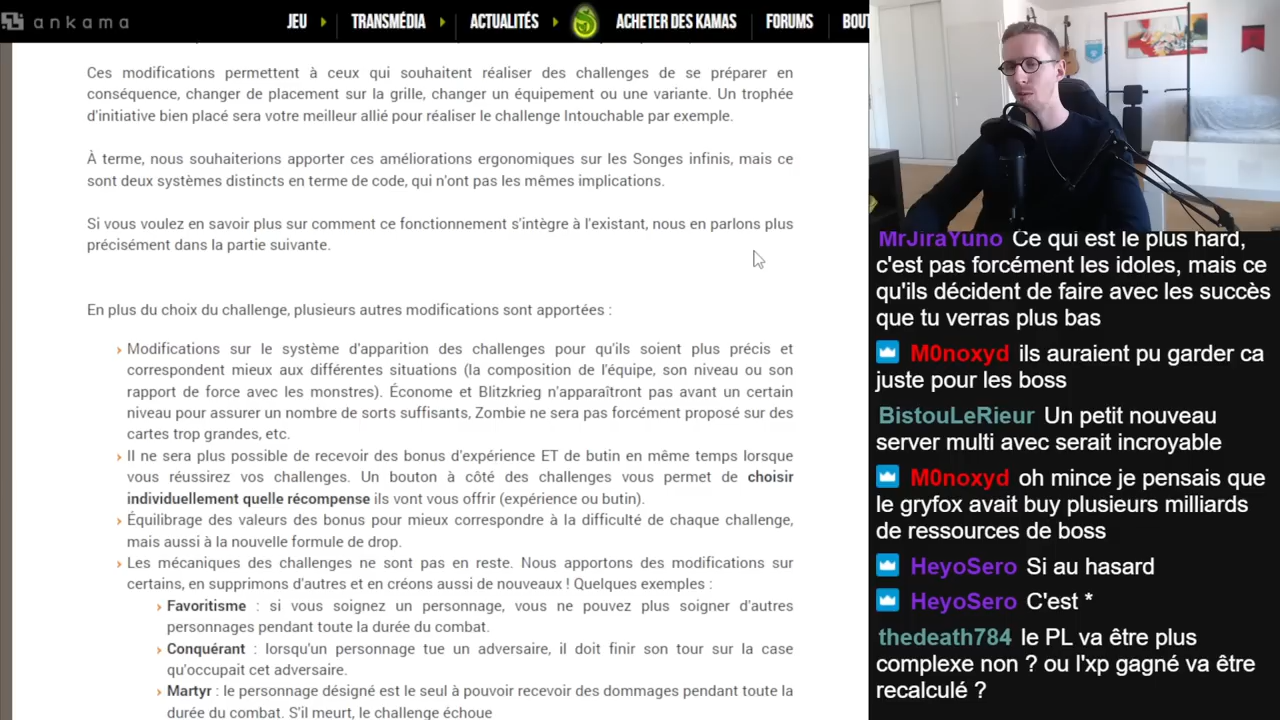 ankama
JEU
TRANSMÉDIA
ACTUALITÉS
ACHETER DES KAMAS
FORUMS
BOUT
Ces modifications permettent à ceux qui souhaitent réaliser des challenges de se préparer en
conséquence, changer de placement sur la grille, changer un équipement ou une variante. Un trophée
d'initiative bien placé sera votre meilleur allié pour réaliser le challenge Intouchable par exemple.
À terme, nous souhaiterions apporter ces améliorations ergonomiques sur les Songes infinis, mais ce
sont deux systèmes distincts en terme de code, qui n'ont pas les mêmes implications.
Si vous voulez en savoir plus sur comment ce fonctionnement s'intègre à l'existant, nous en parlons plus
précisément dans la partie suivante.
En plus du choix du challenge, plusieurs autres modifications sont apportées :
Modifications sur le système d'apparition des challenges pour qu'ils soient plus précis et
correspondent mieux aux différentes situations (la composition de l'équipe, son niveau ou son
rapport de force avec les monstres). Économe et Blitzkrieg n'apparaîtront pas avant un certain
niveau pour assurer un nombre de sorts suffisants, Zombie ne sera pas forcément proposé sur des
cartes trop grandes, etc.
Il ne sera plus possible de recevoir des bonus d'expérience ET de butin en même temps lorsque
vous réussirez vos challenges. Un bouton à côté des challenges vous permet de choisir
individuellement quelle récompense ils vont vous offrir (expérience ou butin).
Équilibrage des valeurs des bonus pour mieux correspondre à la difficulté de chaque challenge,
mais aussi à la nouvelle formule de drop.
Les mécaniques des challenges ne sont pas en reste. Nous apportons des modifications sur
certains, en supprimons d'autres et en créons aussi de nouveaux ! Quelques exemples :
Favoritisme : si vous soignez un personnage, vous ne pouvez plus soigner d'autres
personnages pendant toute la durée du combat.
Conquérant : lorsqu'un personnage tue un adversaire, il doit finir son tour sur la case
qu'occupait cet adversaire.
Martyr : le personnage désigné est le seul à pouvoir recevoir des dommages pendant toute la
durée du combat. S'il meurt, le challenge échoue
MrJiraYuno Ce qui est le plus hard,
c'est pas forcément les idoles, mais ce
qu'ils décident de faire avec les succès
que tu verras plus bas
M0noxyd ils auraient pu garder ca
juste pour les boss
BistouLeRieur Un petit nouveau
server multi avec serait incroyable
M0noxyd oh mince je pensais que
le gryfox avait buy plusieurs milliards
de ressources de boss
HeyoSero Si au hasard
HeyoSero C'est *
thedeath784 le PL va être plus
complexe non ? ou l'xp gagné va être
recalculé ?